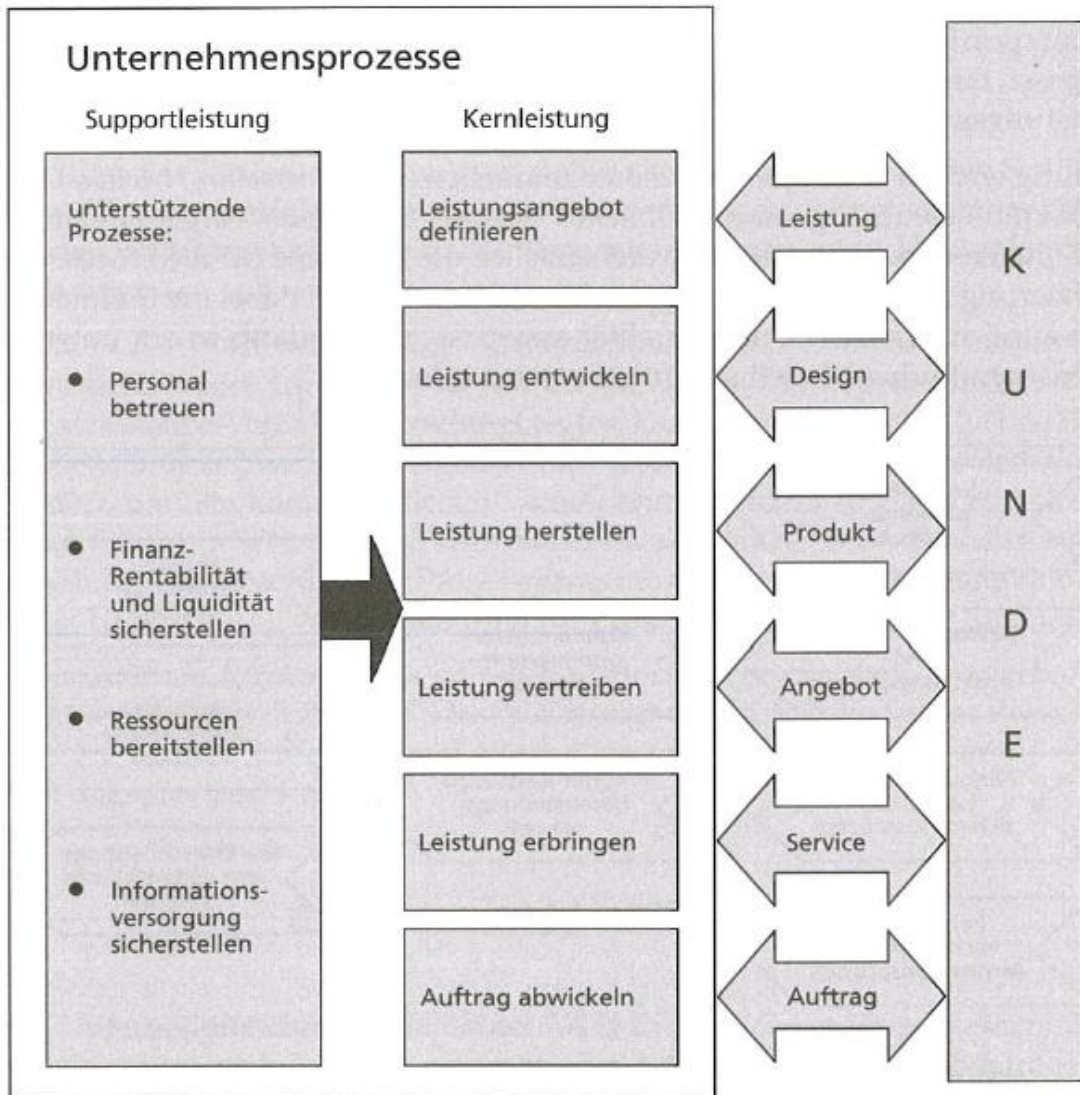 Unternehmensprozesse
Supportleistung
unterstützende
Prozesse:
• Personal
betreuen
• Finanz-
Rentabilität
und Liquidität
sicherstellen
• Ressourcen
bereitstellen
• Informations-
versorgung
sicherstellen
Kernleistung
Leistungsangebot
definieren
Leistung entwickeln
Leistung herstellen
Leistung vertreiben
Leistung erbringen
Auftrag abwickeln
Leistung
Design
Produkt
Angebot
Service
Auftrag
K
U
N
D
E